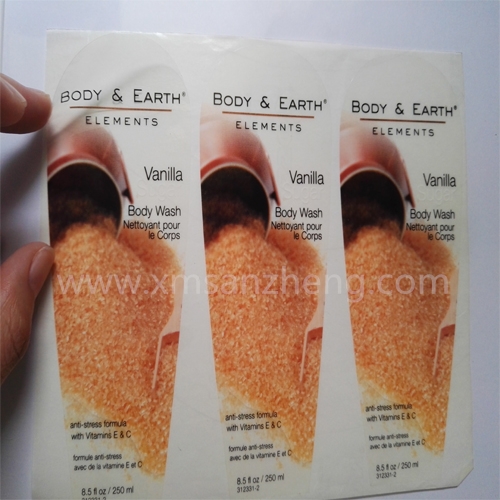 BODY & EARTH®
ELEMENTS
Vanilla
Body Wash
Nettoyant pour
le Corps
anti-stress formula
with Vitamins E & C
formule anti-stress
avec de la vitamine E et C
8.5 fl oz / 250 ml
312331-2
BODY & EARTH®
ELEMENTS
Vanilla
Body Wash
Nettoyant pour
le Corps
anti-stress formula
with Vitamins E & C
formule anti-stress
avec de la vitamine E et C
8.5 fl oz / 250 ml
312331-2
BODY & EARTH®
ELEMENTS
Vanilla
Body Wash
Nettoyant pour
le Corps
anti-stress formula
with Vitamins E & C
formule anti-stress
avec de la vitamine E et C
8.5 fl oz / 250 ml
312331-2
www.xmsanzheng.com